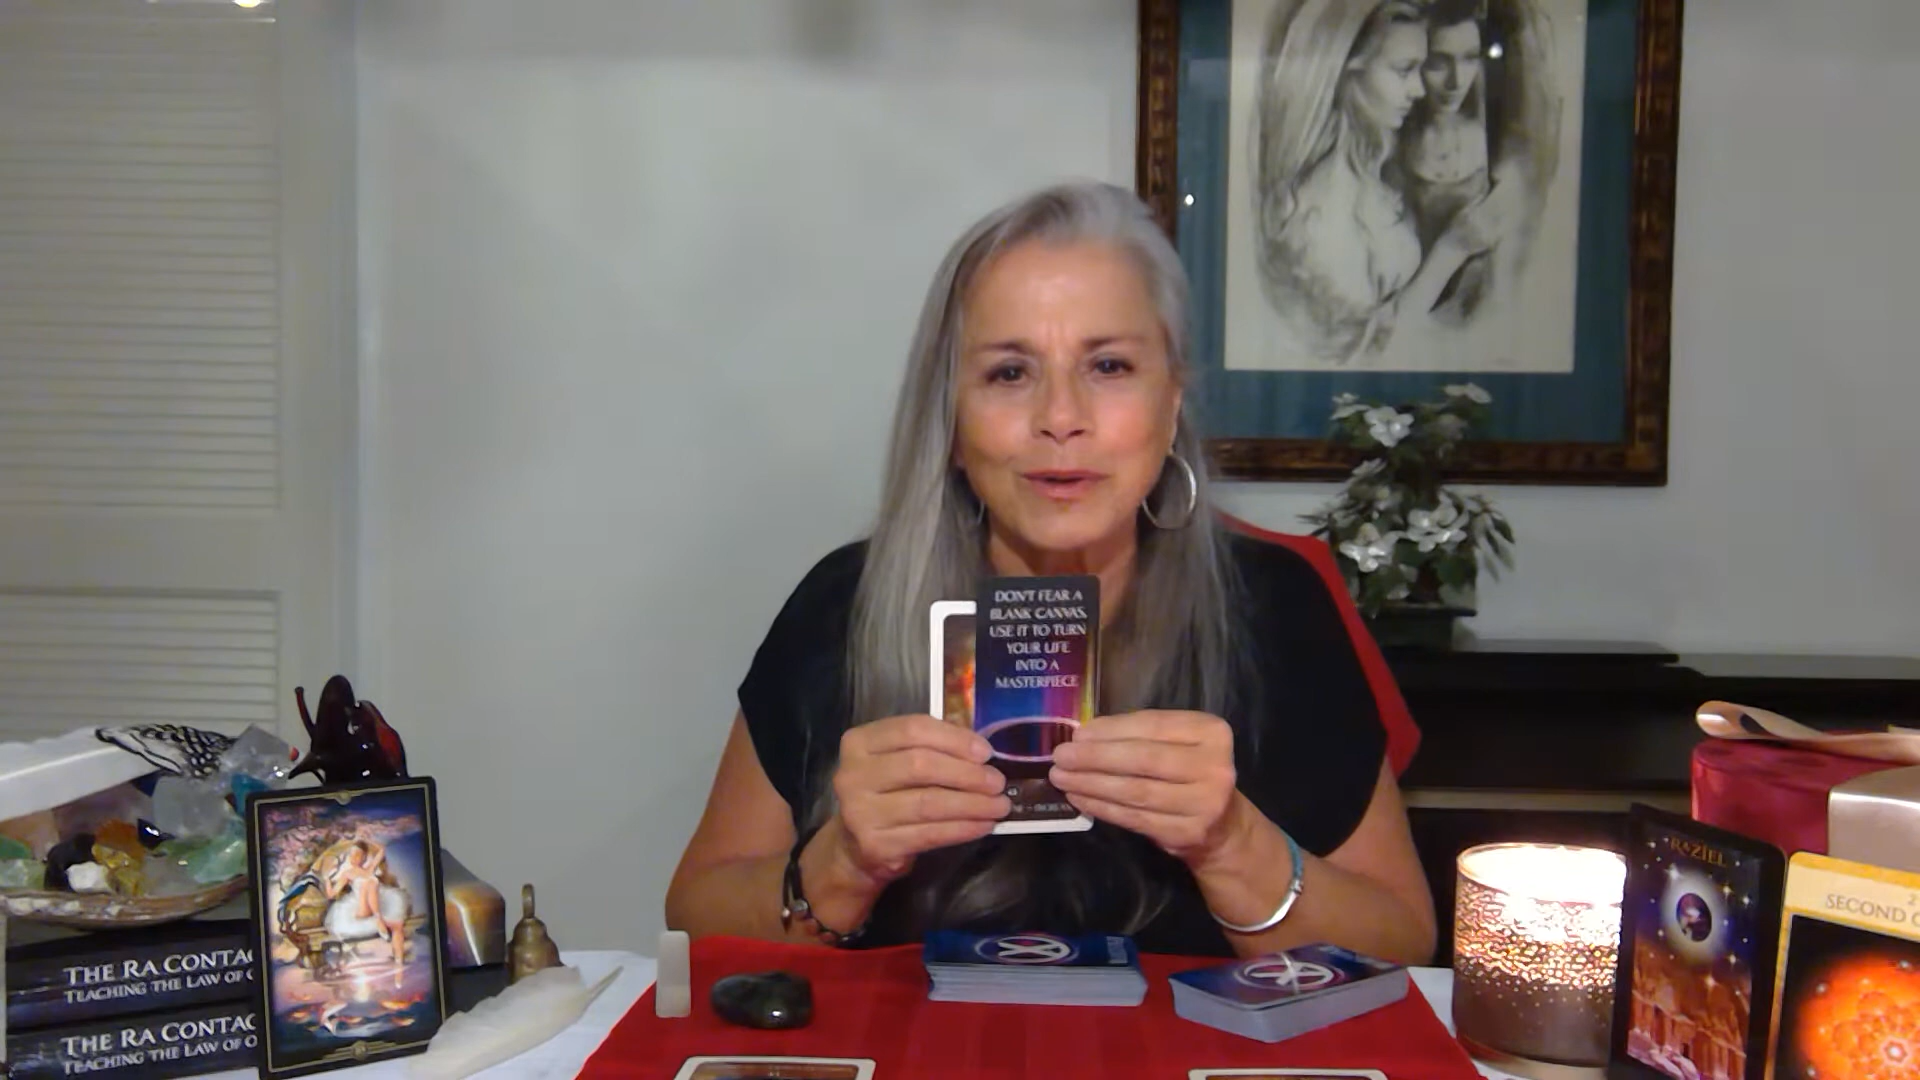 DON'T FEAR A
BLANK CANVAS.
USE IT TO TURN
YOUR LIFE
INTO A
MASTERPIECE
THE RA CONTAC
TEACHING THE LAW OF O
THE RA CONTAC
TEACHING THE LAW OF O
RAZIEL
SECOND C